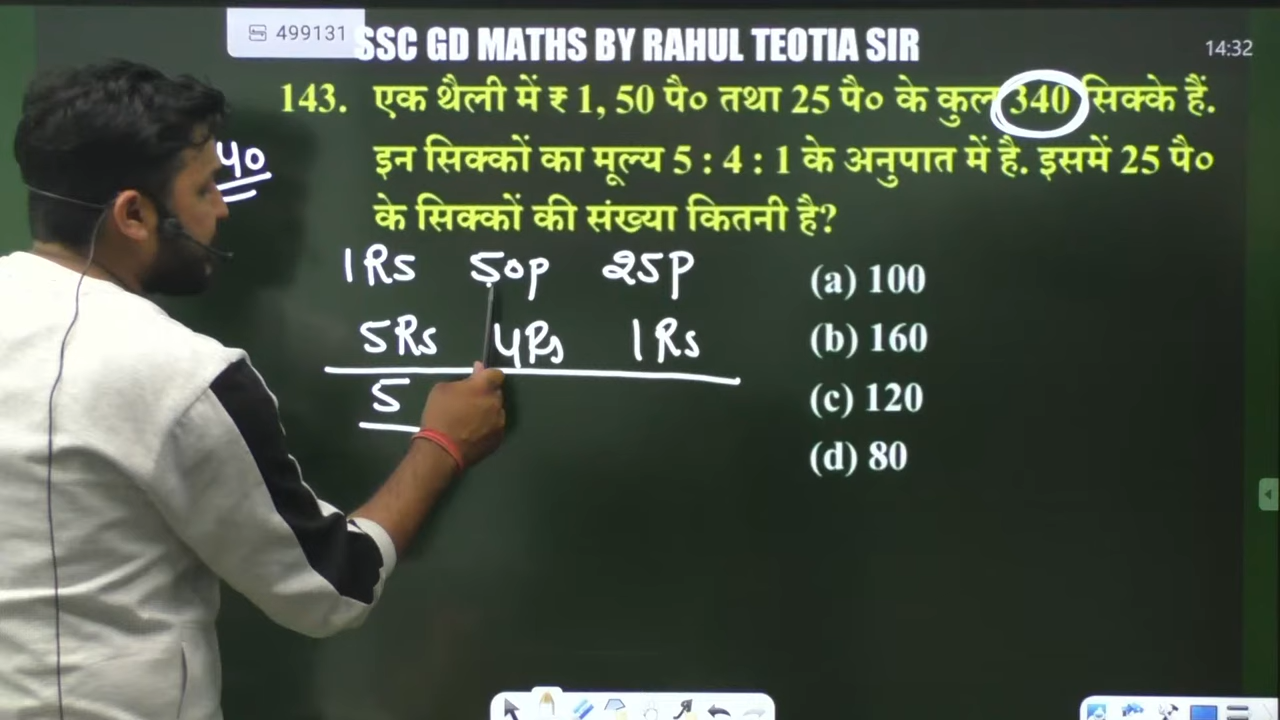 499131
SSC GD MATHS BY RAHUL TEOTIA SIR
14:32
143. एक थैली में ₹ 1, 50 पै० तथा 25 पै० के कुल 340 सिक्के हैं.
इन सिक्कों का मूल्य 5 : 4 : 1 के अनुपात में है. इसमें 25 पै०
के सिक्कों की संख्या कितनी है?
1Rs 50p 25P
5Rs 4Rs 1Rs
5
(a) 100
(b) 160
(c) 120
(d) 80